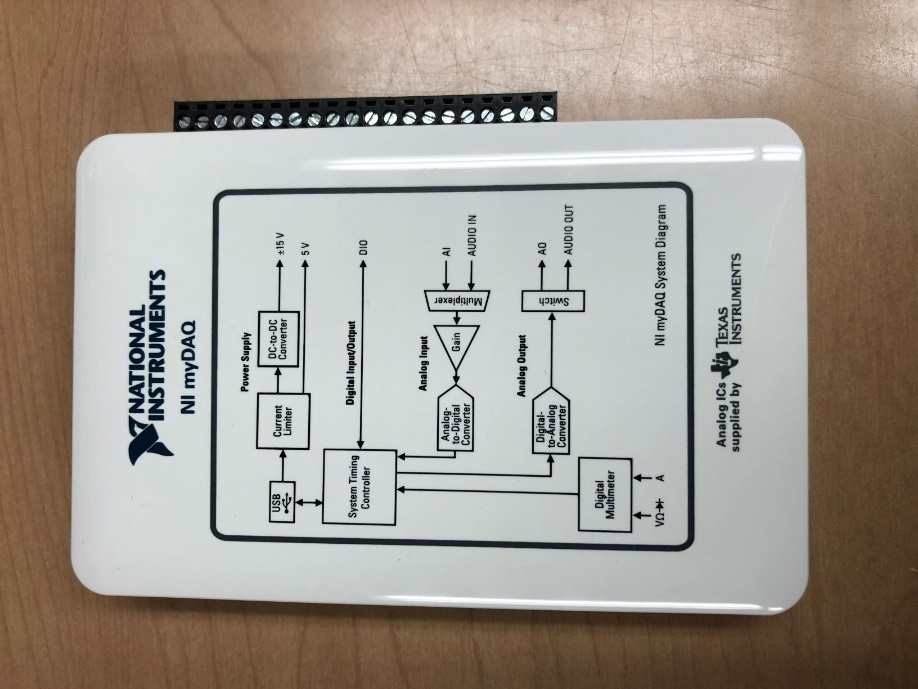 NATIONAL
INSTRUMENTS
NI myDAQ
Power Supply
USB
Current
Limiter
DC-to-DC
Converter
±15 V
5 V
System Timing
Controller
Digital Input/Output
DIO
Analog Input
Analog-
to-Digital
Converter
Gain
Multiplexer
AI
AUDIO IN
Analog Output
Digital-
to-Analog
Converter
Switch
AO
AUDIO OUT
Digital
Multimeter
VΩ
A
NI myDAQ System Diagram
Analog ICs
supplied by
TEXAS
INSTRUMENTS